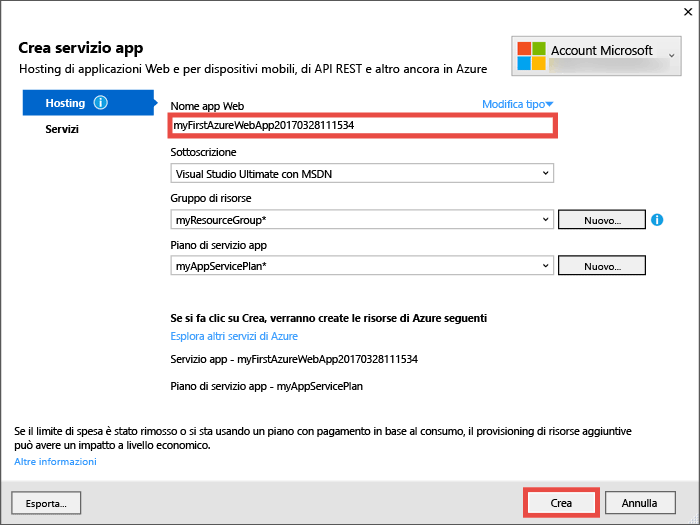 Crea servizio app
Hosting di applicazioni Web e per dispositivi mobili, di API REST e altro ancora in Azure
Account Microsoft
Hosting
Servizi
Nome app Web
Modifica tipo
myFirstAzureWebApp20170328111534
Sottoscrizione
Visual Studio Ultimate con MSDN
Gruppo di risorse
myResourceGroup*
Nuovo...
Piano di servizio app
myAppServicePlan*
Nuovo...
Se si fa clic su Crea, verranno create le risorse di Azure seguenti
Esplora altri servizi di Azure
Servizio app - myFirstAzureWebApp20170328111534
Piano di servizio app - myAppServicePlan
Se il limite di spesa è stato rimosso o si sta usando un piano con pagamento in base al consumo, il provisioning di risorse aggiuntive
può avere un impatto a livello economico.
Altre informazioni
Esporta...
Crea
Annulla